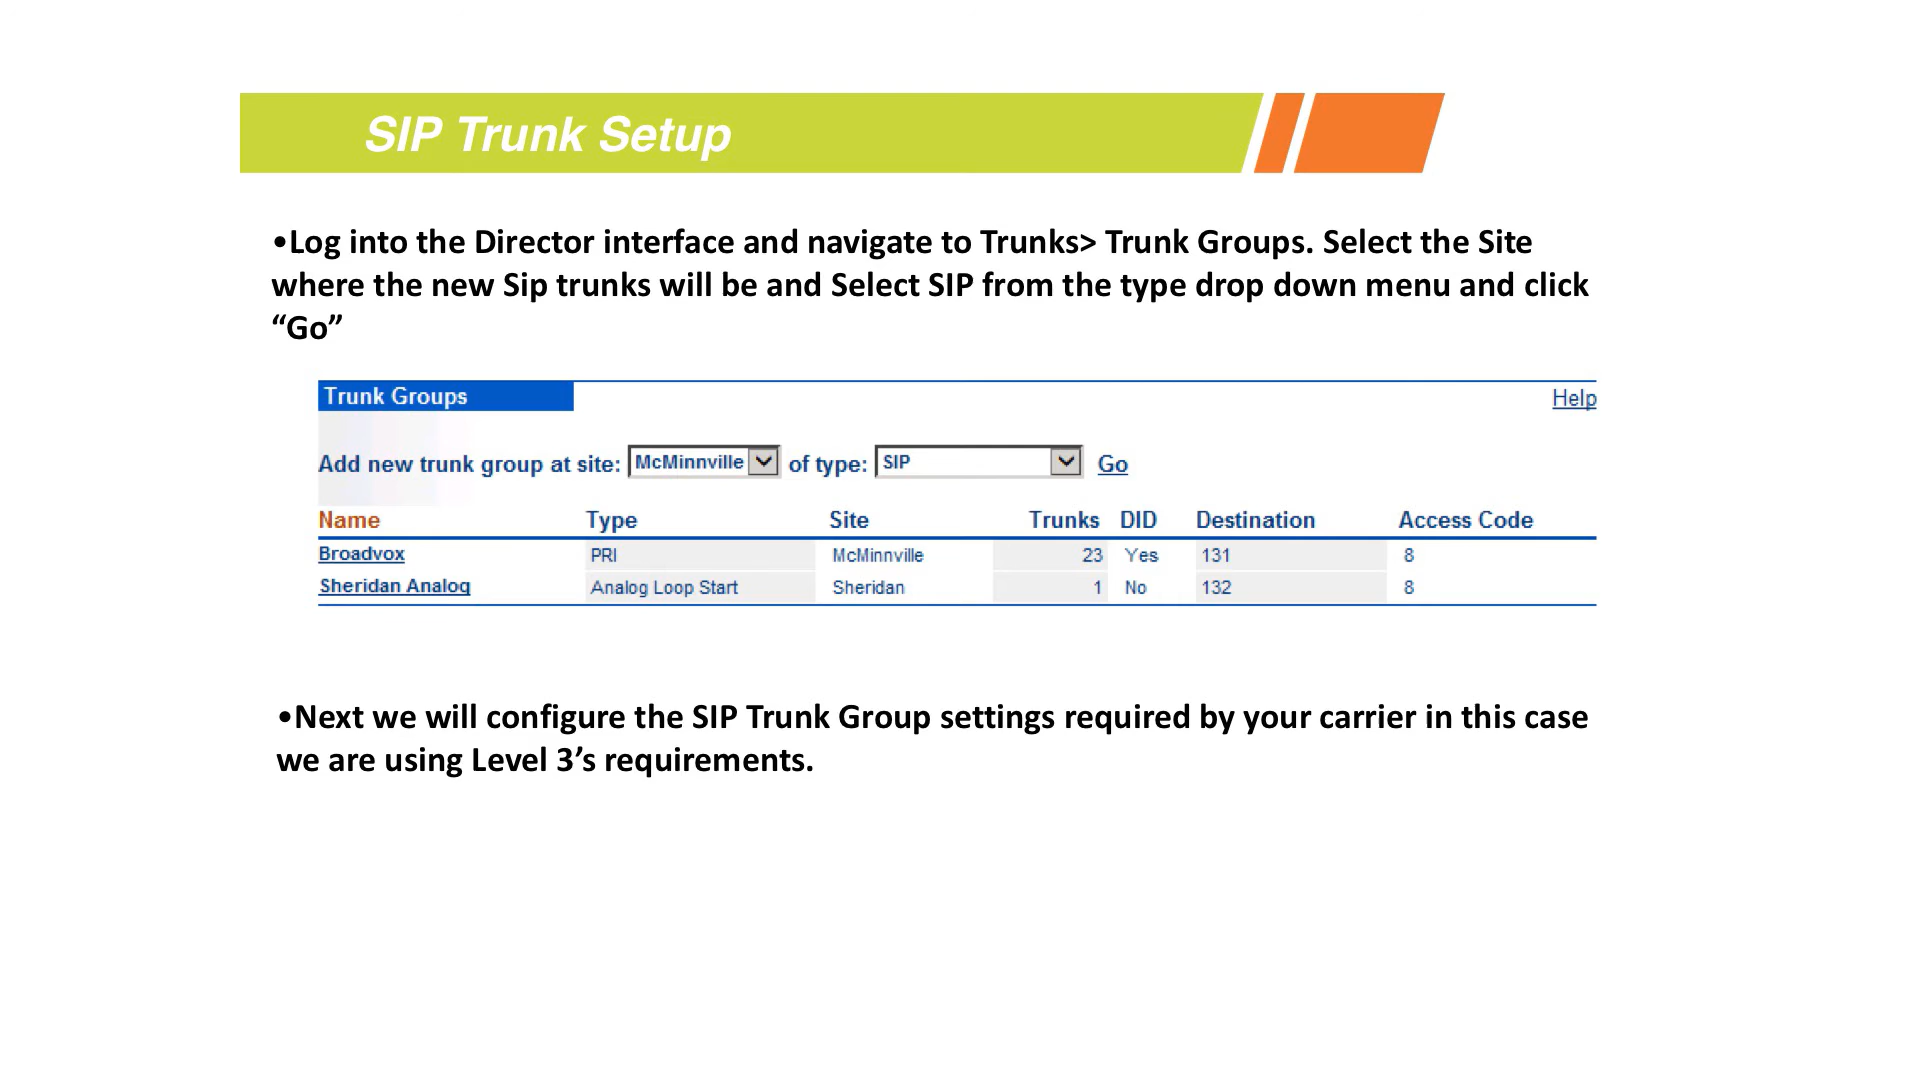 SIP Trunk Setup
•Log into the Director interface and navigate to Trunks> Trunk Groups. Select the Site
where the new Sip trunks will be and Select SIP from the type drop down menu and click
“Go”
Trunk Groups Help
Add new trunk group at site: McMinnville of type: SIP Go
Name Type Site Trunks DID Destination Access Code
Broadvox PRI McMinnville 23 Yes 131 8
Sheridan Analog Analog Loop Start Sheridan 1 No 132 8
•Next we will configure the SIP Trunk Group settings required by your carrier in this case
we are using Level 3’s requirements.